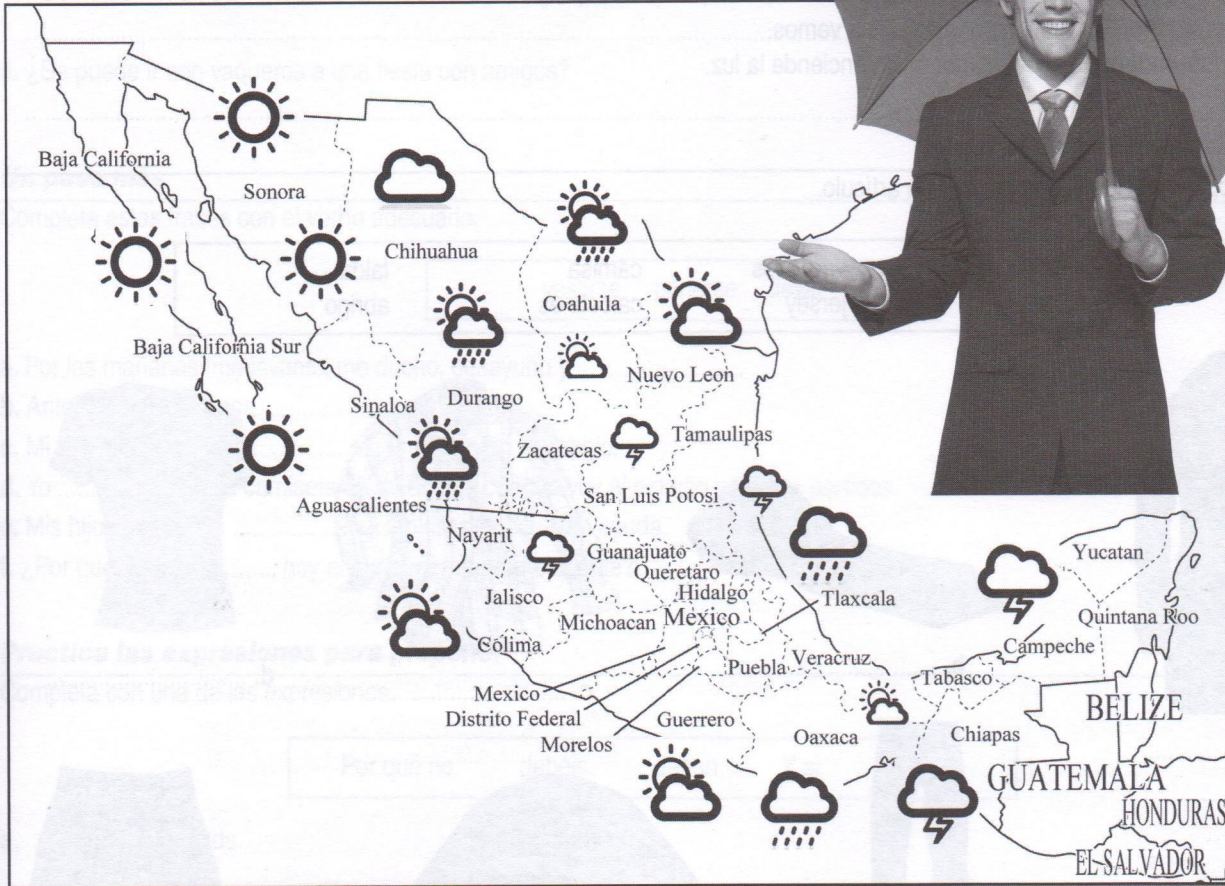 Baja California
Sonora
Chihuahua
Coahuila
Baja California Sur
Nuevo Leon
Sinaloa
Durango
Zacatecas
Tamaulipas
San Luis Potosi
Aguascalientes
Nayarit
Guanajuato
Queretaro
Hidalgo
Tlaxcala
Jalisco
Michoacan
Mexico
Colima
Puebla
Veracruz
Mexico
Distrito Federal
Morelos
Guerrero
Oaxaca
Tabasco
Chiapas
Campeche
Yucatan
Quintana Roo
BELIZE
GUATEMALA
HONDURAS
EL SALVADOR